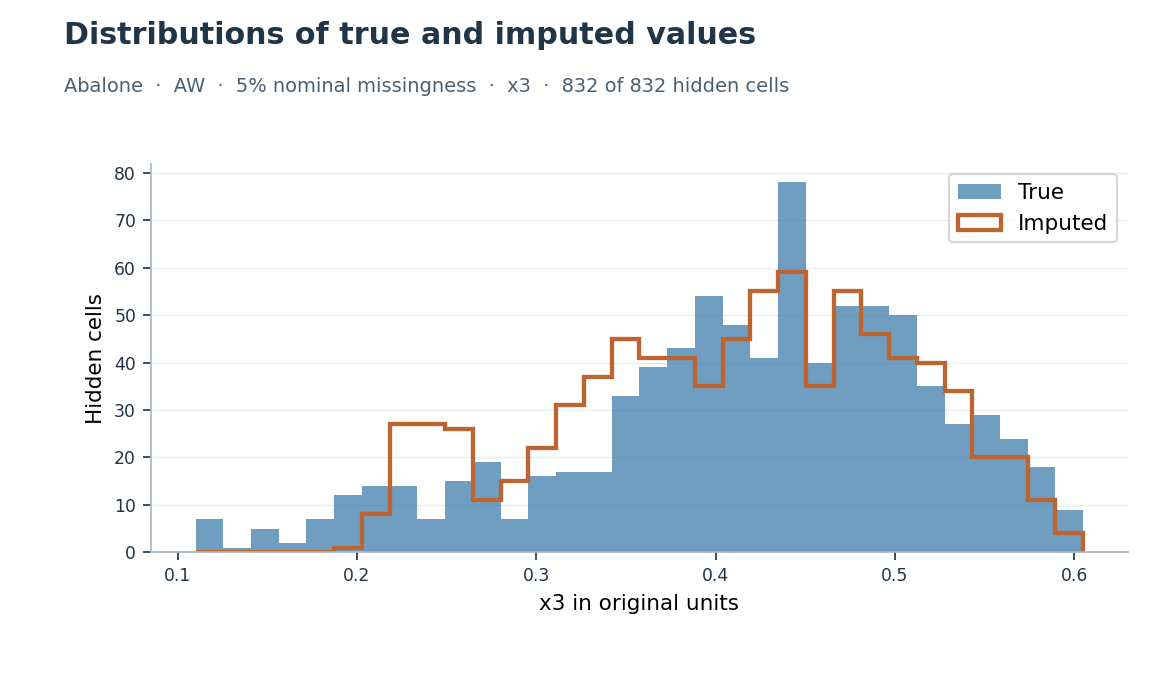 Distributions of true and imputed values
Abalone · AW · 5% nominal missingness · x3 · 832 of 832 hidden cells
True
Imputed
Hidden cells
80
70
60
50
40
30
20
10
0
0.1 0.2 0.3 0.4 0.5 0.6
x3 in original units